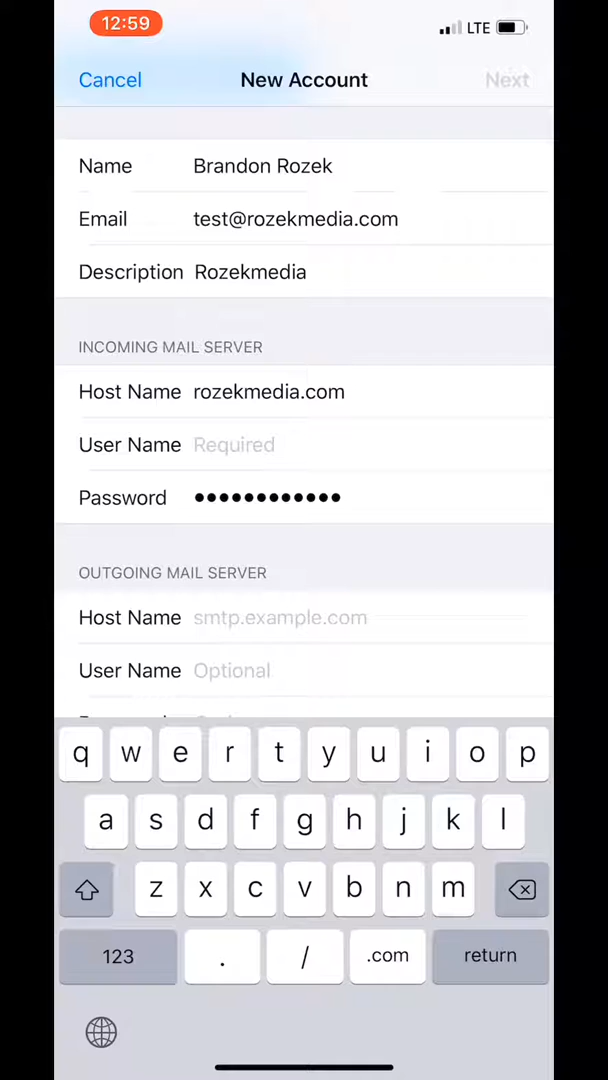 12:59 LTE
Cancel New Account Next
Name Brandon Rozek
Email test@rozekmedia.com
Description Rozekmedia
INCOMING MAIL SERVER
Host Name rozekmedia.com
User Name Required
Password ••••••••••••
OUTGOING MAIL SERVER
Host Name smtp.example.com
User Name Optional
q w e r t y u i o p
a s d f g h j k l
z x c v b n m
123 . / .com return